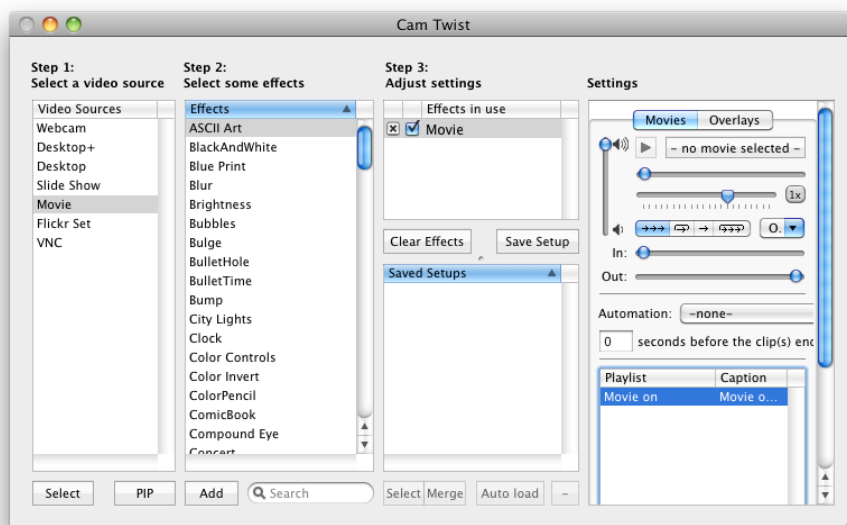 Cam Twist
Step 1:
Select a video source
Step 2:
Select some effects
Step 3:
Adjust settings
Settings
Video Sources
Webcam
Desktop+
Desktop
Slide Show
Movie
Flickr Set
VNC
Select
PIP
Effects
ASCII Art
BlackAndWhite
Blue Print
Blur
Brightness
Bubbles
Bulge
BulletHole
BulletTime
Bump
City Lights
Clock
Color Controls
Color Invert
ColorPencil
ComicBook
Compound Eye
Concert
Add
Search
Effects in use
Movie
Clear Effects
Save Setup
Saved Setups
Select
Merge
Auto load
-
Movies
Overlays
- no movie selected -
1x
O.
In:
Out:
Automation:
-none-
0
seconds before the clip(s) enc
Playlist
Caption
Movie on
Movie o...